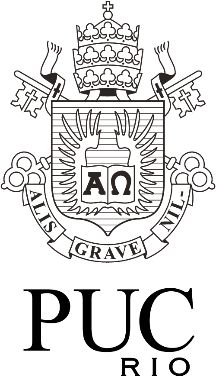 ΑΩ
ALIS GRAVE NIL-
PUC
RIO